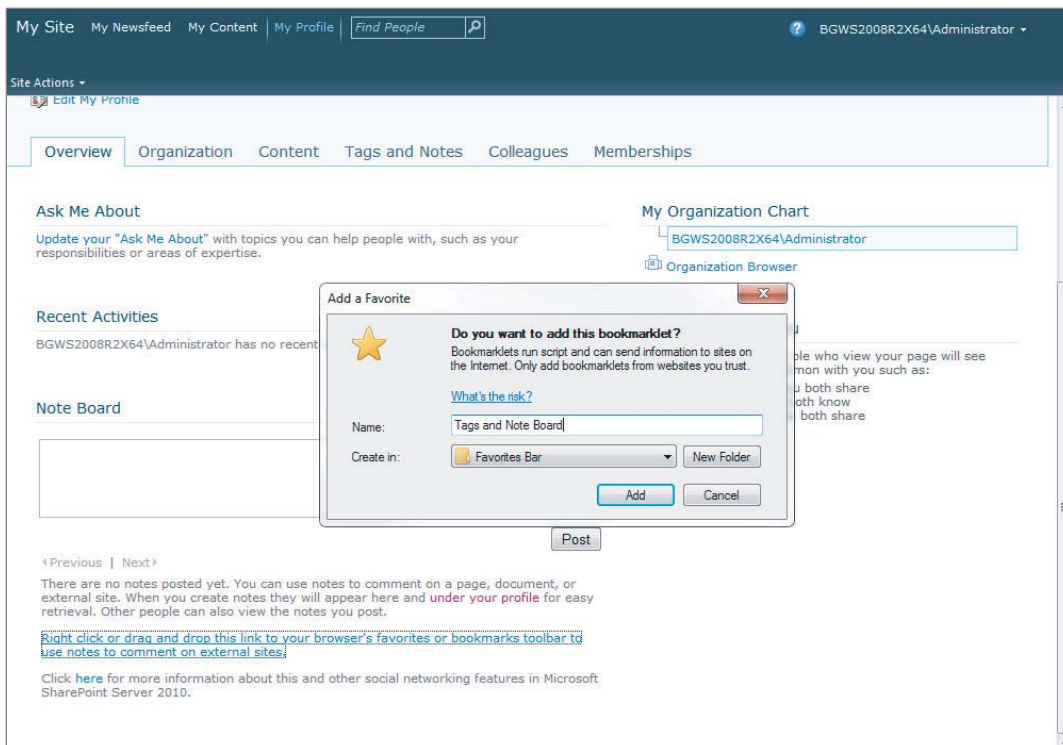 My Site My Newsfeed My Content My Profile Find People
BGWS2008R2X64\Administrator
Site Actions
Edit My Profile
Overview Organization Content Tags and Notes Colleagues Memberships
Ask Me About
Update your "Ask Me About" with topics you can help people with, such as your
responsibilities or areas of expertise.
My Organization Chart
BGWS2008R2X64\Administrator
Organization Browser
Recent Activities
BGWS2008R2X64\Administrator has no recent
Note Board
Add a Favorite
x
Do you want to add this bookmarklet?
Bookmarklets run script and can send information to sites on
the Internet. Only add bookmarklets from websites you trust.
What's the risk?
Name: Tags and Note Board
Create in: Favorites Bar New Folder
Add Cancel
who view your page will see
with you such as:
both share
know
both share
Post
Previous | Next
There are no notes posted yet. You can use notes to comment on a page, document, or
external site. When you create notes they will appear here and under your profile for easy
retrieval. Other people can also view the notes you post.
Right click or drag and drop this link to your browser's favorites or bookmarks toolbar to
use notes to comment on external sites.
Click here for more information about this and other social networking features in Microsoft
SharePoint Server 2010.